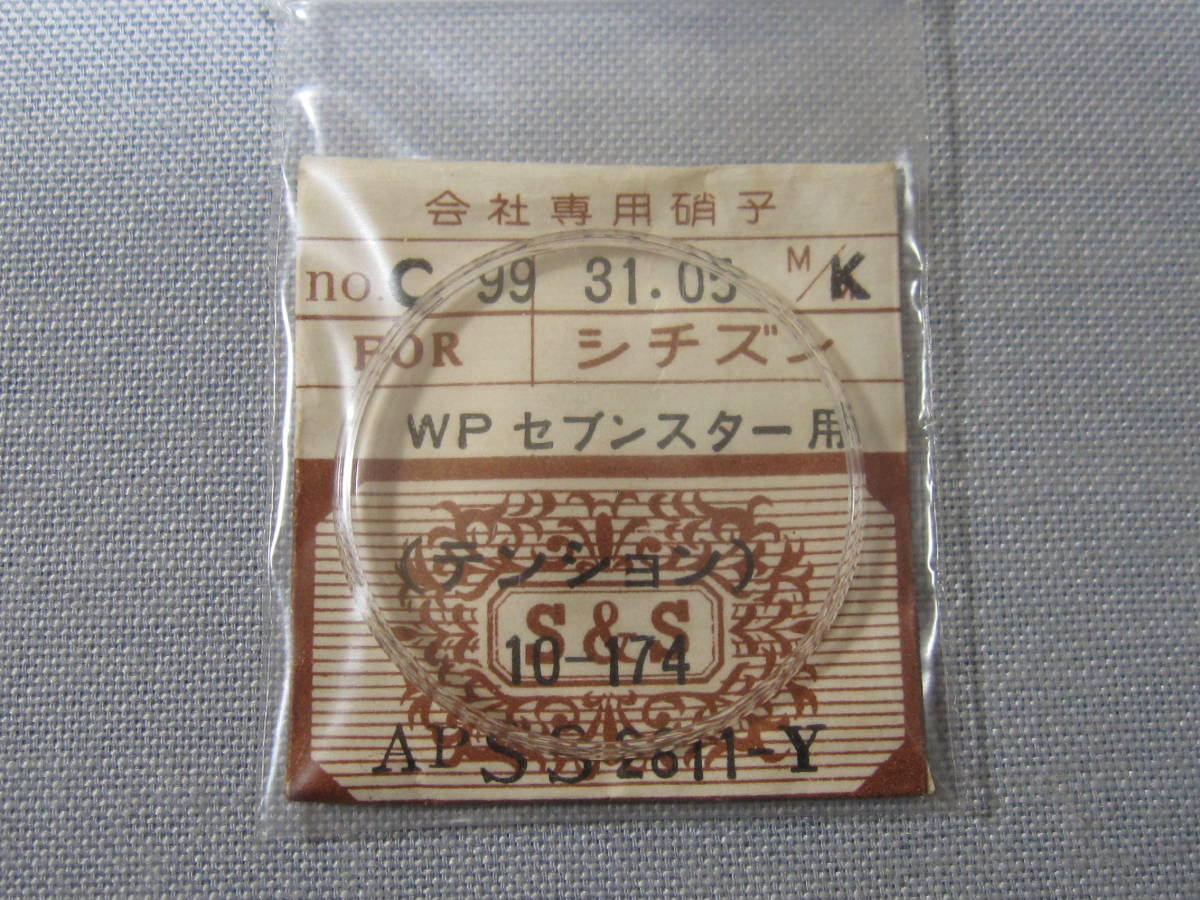 会社専用硝子
no. C 99 31.05 M/K
FOR シチズン
WP セブンスター用
(テンション)
S&S
10-174
APSS 2611-Y